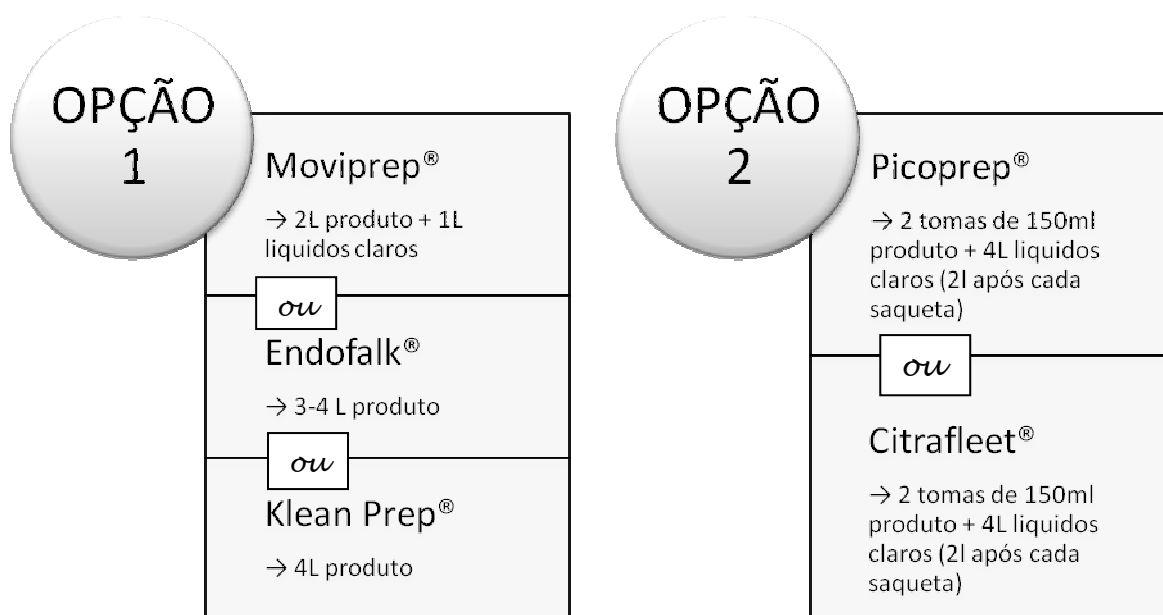 OPÇÃO
1
Moviprep®
→ 2L produto + 1L
liquidos claros
ou
Endofalk®
→ 3-4 L produto
ou
Klean Prep®
→ 4L produto
OPÇÃO
2
Picoprep®
→ 2 tomas de 150ml
produto + 4L liquidos
claros (2l após cada
saqueta)
ou
Citrafleet®
→ 2 tomas de 150ml
produto + 4L liquidos
claros (2l após cada
saqueta)